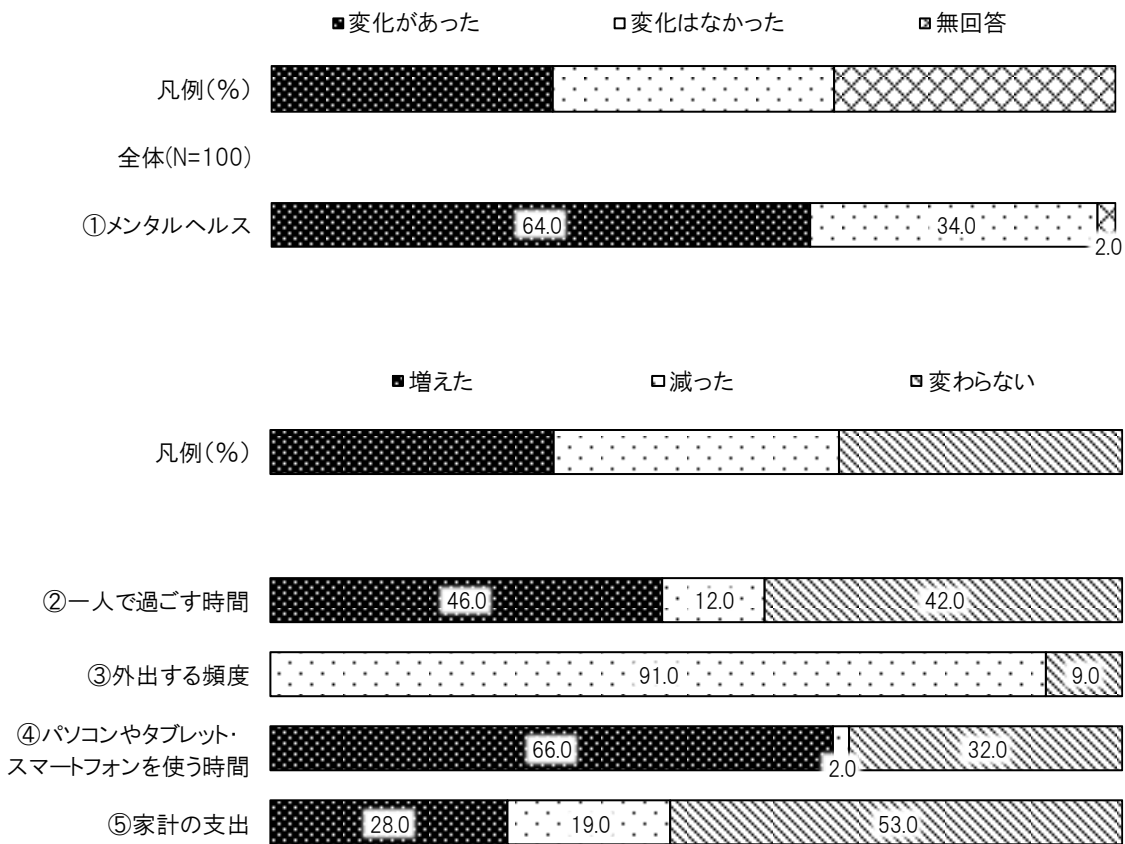 ■変化があった □変化はなかった ▩無回答
凡例(%)
全体(N=100)
①メンタルヘルス 64.0 34.0 2.0
■増えた □減った ▧変わらない
凡例(%)
②一人で過ごす時間 46.0 12.0 42.0
③外出する頻度 91.0 9.0
④パソコンやタブレット・
スマートフォンを使う時間 66.0 2.0 32.0
⑤家計の支出 28.0 19.0 53.0